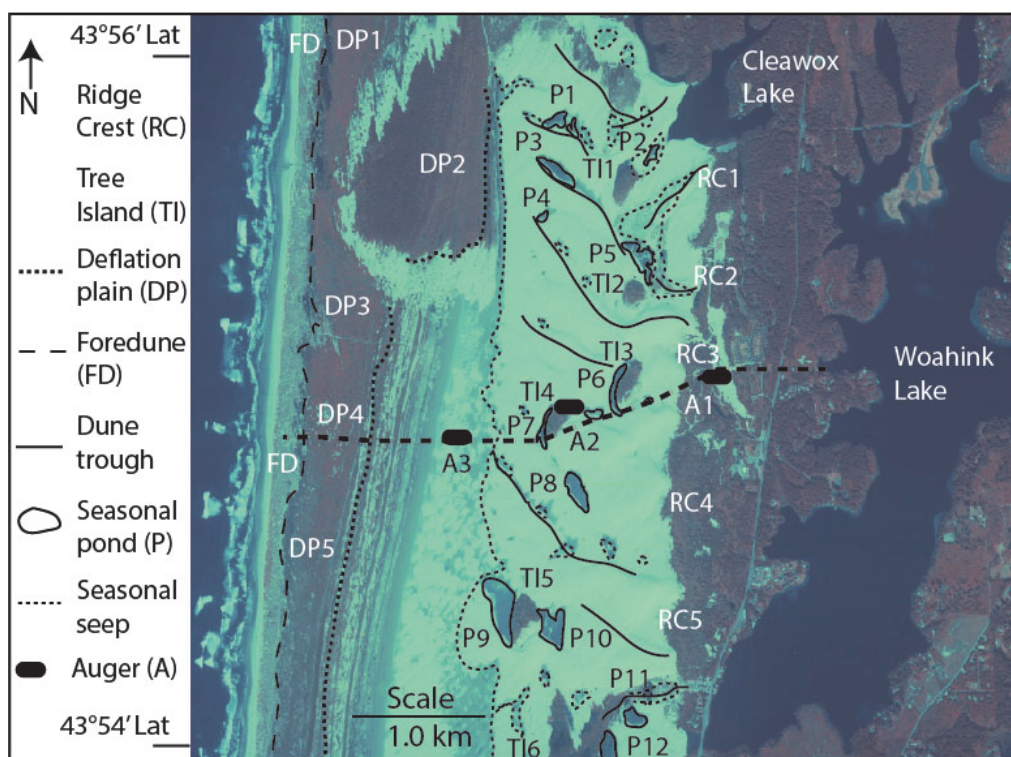 43°56′ Lat
N
Ridge
Crest (RC)
Tree
Island (TI)
Deflation
plain (DP)
Foredune
(FD)
Dune
trough
Seasonal
pond (P)
Seasonal
seep
Auger (A)
43°54′ Lat
FD
DP1
Cleawox
Lake
P1
P2
P3
TI1
DP2
RC1
P4
P5
RC2
TI2
DP3
TI3
RC3
Woahink
Lake
P6
TI4
A1
DP4
P7
A2
A3
FD
P8
RC4
DP5
TI5
RC5
P9
P10
P11
Scale
1.0 km
TI6
P12